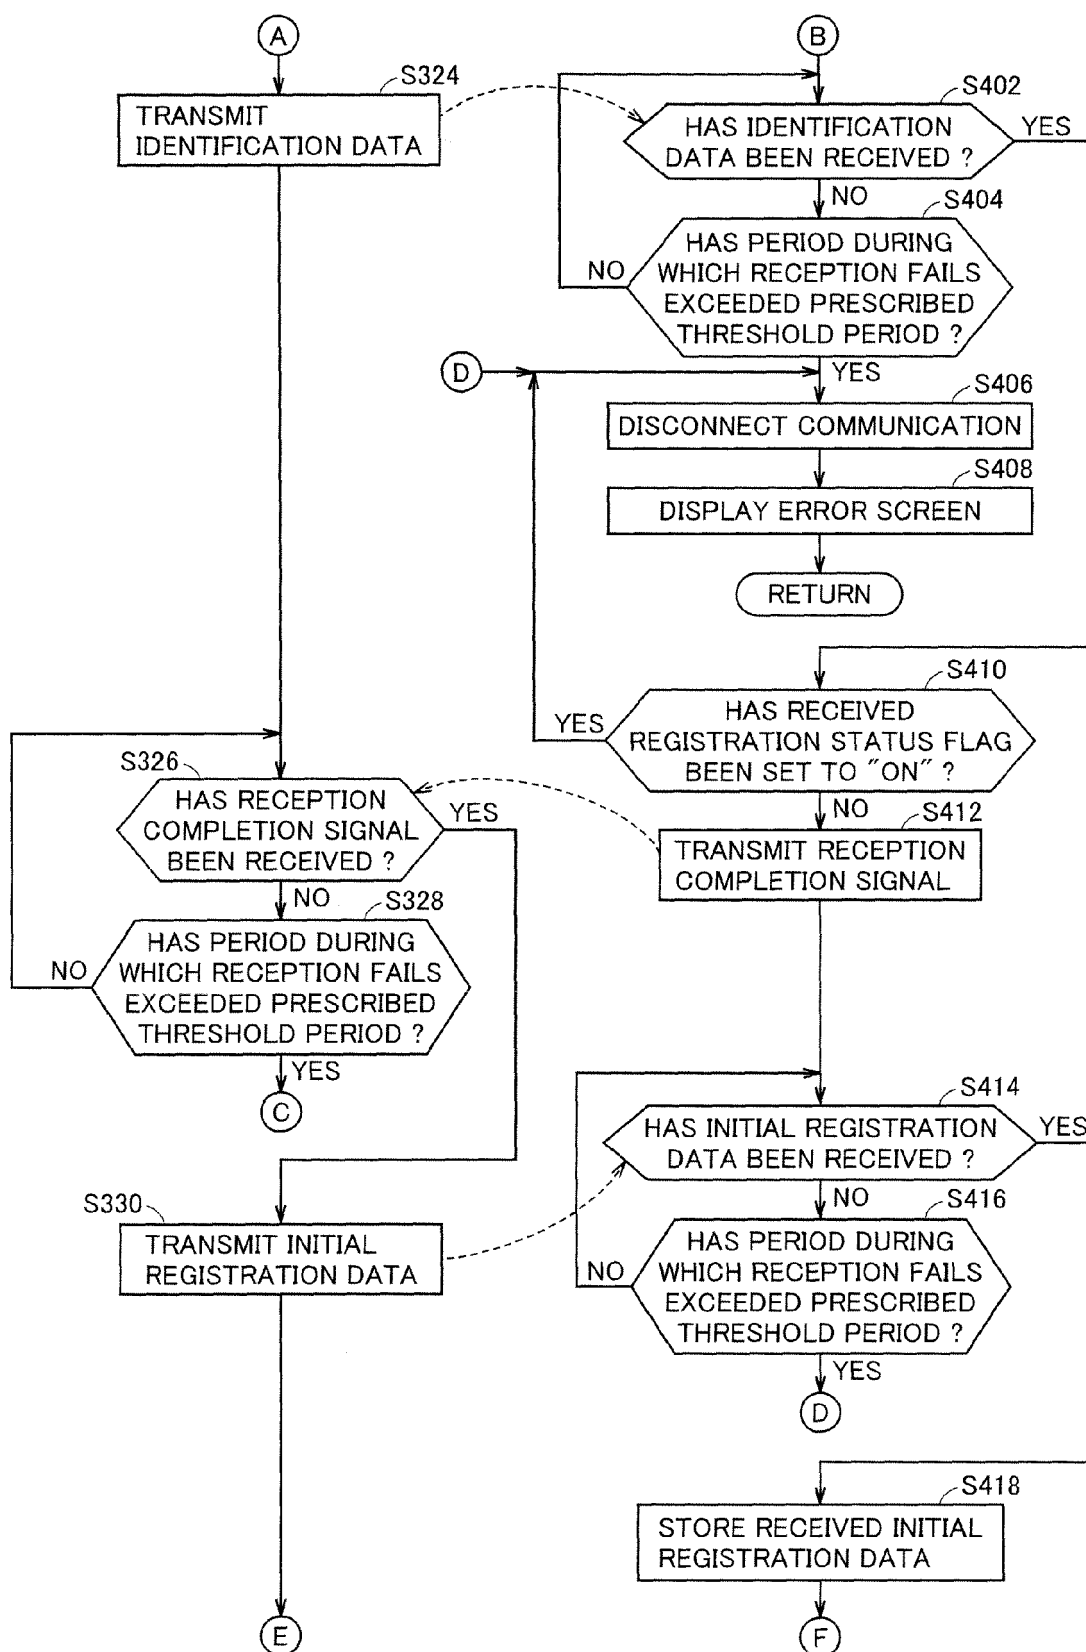 A
S324
TRANSMIT
IDENTIFICATION DATA
B
S402
HAS IDENTIFICATION
DATA BEEN RECEIVED ?
YES
NO
S404
HAS PERIOD DURING
WHICH RECEPTION FAILS
EXCEEDED PRESCRIBED
THRESHOLD PERIOD ?
NO
YES
D
S406
DISCONNECT COMMUNICATION
S408
DISPLAY ERROR SCREEN
RETURN
S410
HAS RECEIVED
REGISTRATION STATUS FLAG
BEEN SET TO "ON" ?
YES
NO
S326
HAS RECEPTION
COMPLETION SIGNAL
BEEN RECEIVED ?
YES
NO
S412
TRANSMIT RECEPTION
COMPLETION SIGNAL
S328
HAS PERIOD DURING
WHICH RECEPTION FAILS
EXCEEDED PRESCRIBED
THRESHOLD PERIOD ?
NO
YES
C
S414
HAS INITIAL REGISTRATION
DATA BEEN RECEIVED ?
YES
NO
S330
TRANSMIT INITIAL
REGISTRATION DATA
S416
HAS PERIOD DURING
WHICH RECEPTION FAILS
EXCEEDED PRESCRIBED
THRESHOLD PERIOD ?
NO
YES
D
S418
STORE RECEIVED INITIAL
REGISTRATION DATA
E
F